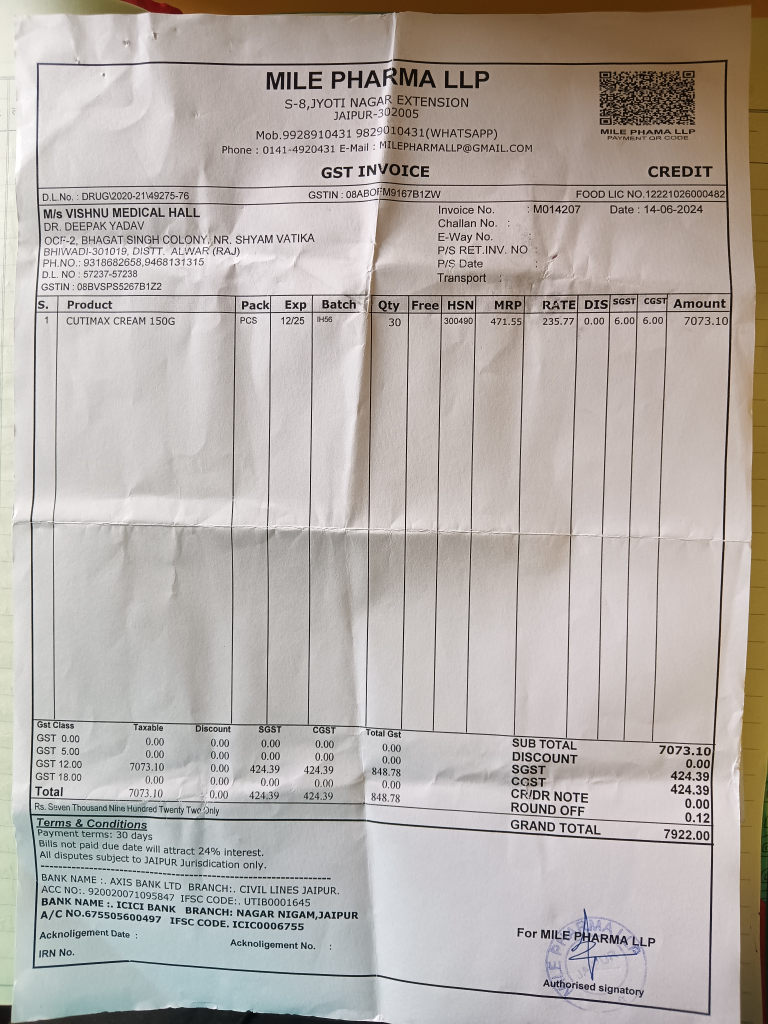 MILE PHARMA LLP
S-8,JYOTI NAGAR EXTENSION
JAIPUR-302005
Mob.9928910431 9829010431(WHATSAPP)
Phone : 0141-4920431 E-Mail : MILEPHARMALLP@GMAIL.COM
MILE PHAMA LLP
PAYMENT QR CODE
GST INVOICE CREDIT
D.L.No. : DRUG\2020-21\49275-76 GSTIN : 08ABOFM9167B1ZW FOOD LIC NO.12221026000482
M/s VISHNU MEDICAL HALL
DR. DEEPAK YADAV
OCF-2, BHAGAT SINGH COLONY, NR. SHYAM VATIKA
BHIWADI-301019, DISTT. ALWAR (RAJ)
PH.NO.: 9318682658,9468131315
D.L. NO : 57237-57238
GSTIN : 08BVSPS5267B1Z2
Invoice No. : M014207 Date : 14-06-2024
Challan No. :
E-Way No. :
P/S RET.INV. NO :
P/S Date :
Transport :
S. Product Pack Exp Batch Qty Free HSN MRP RATE DIS SGST CGST Amount
1 CUTIMAX CREAM 150G PCS 12/25 IH56 30 300490 471.55 235.77 0.00 6.00 6.00 7073.10
Gst Class Taxable Discount SGST CGST Total Gst
GST 0.00 0.00 0.00 0.00 0.00 0.00
GST 5.00 0.00 0.00 0.00 0.00 0.00
GST 12.00 7073.10 0.00 424.39 424.39 848.78
GST 18.00 0.00 0.00 0.00 0.00 0.00
Total 7073.10 0.00 424.39 424.39 848.78
SUB TOTAL 7073.10
DISCOUNT 0.00
SGST 424.39
CGST 424.39
CR/DR NOTE 0.00
ROUND OFF 0.12
GRAND TOTAL 7922.00
Rs. Seven Thousand Nine Hundred Twenty Two Only
Terms & Conditions
Payment terms: 30 days
Bills not paid due date will attract 24% interest.
All disputes subject to JAIPUR Jurisdication only.
BANK NAME :. AXIS BANK LTD BRANCH:. CIVIL LINES JAIPUR.
ACC NO:. 920020071095847 IFSC CODE:. UTIB0001645
BANK NAME :. ICICI BANK BRANCH: NAGAR NIGAM,JAIPUR
A/C NO.675505600497 IFSC CODE. ICIC0006755
Acknoligement Date : Acknoligement No. :
IRN No.
For MILE PHARMA LLP
MILE PHARMA LLP
Authorised signatory